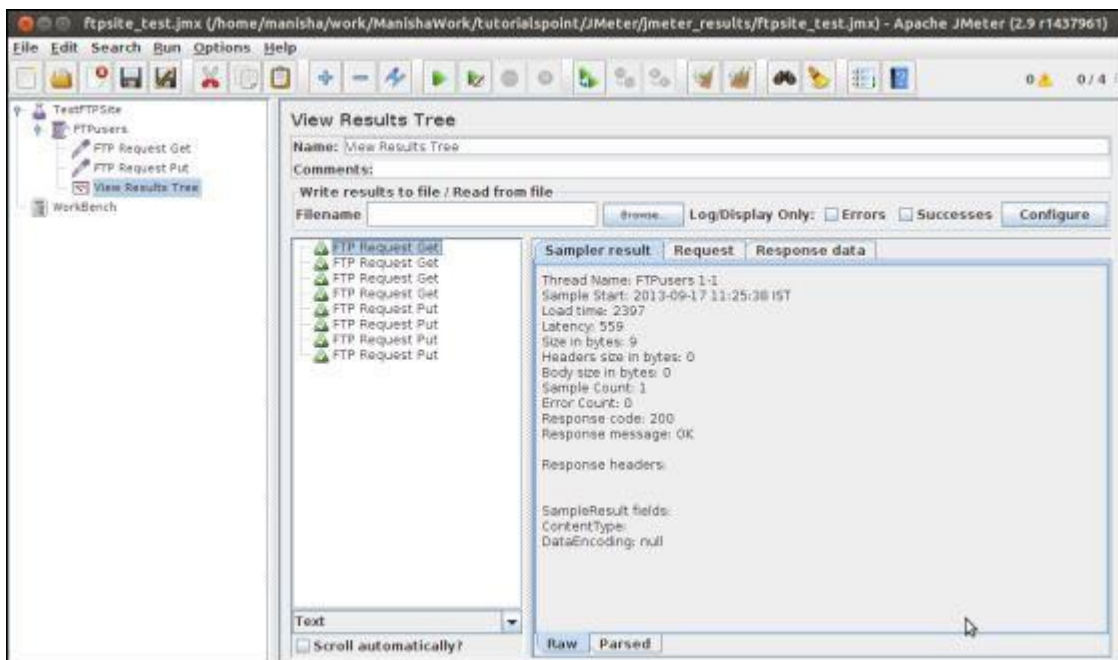 ftpsite_test.jmx (/home/manisha/work/ManishaWork/tutorialspoint/JMeter/jmeter_results/ftpsite_test.jmx) - Apache JMeter (2.9 r1437961)
File Edit Search Run Options Help
0 0 / 4
TestFTPSite
FTPusers
FTP Request Get
FTP Request Put
View Results Tree
WorkBench
View Results Tree
Name: View Results Tree
Comments:
Write results to file / Read from file
Filename Browse... Log/Display Only: Errors Successes Configure
FTP Request Get
FTP Request Get
FTP Request Get
FTP Request Get
FTP Request Put
FTP Request Put
FTP Request Put
FTP Request Put
Text
Scroll automatically?
Sampler result Request Response data
Thread Name: FTPusers 1-1
Sample Start: 2013-09-17 11:25:38 IST
Load time: 2397
Latency: 559
Size in bytes: 9
Headers size in bytes: 0
Body size in bytes: 0
Sample Count: 1
Error Count: 0
Response code: 200
Response message: OK
Response headers:
SampleResult fields:
ContentType:
DataEncoding: null
Raw Parsed